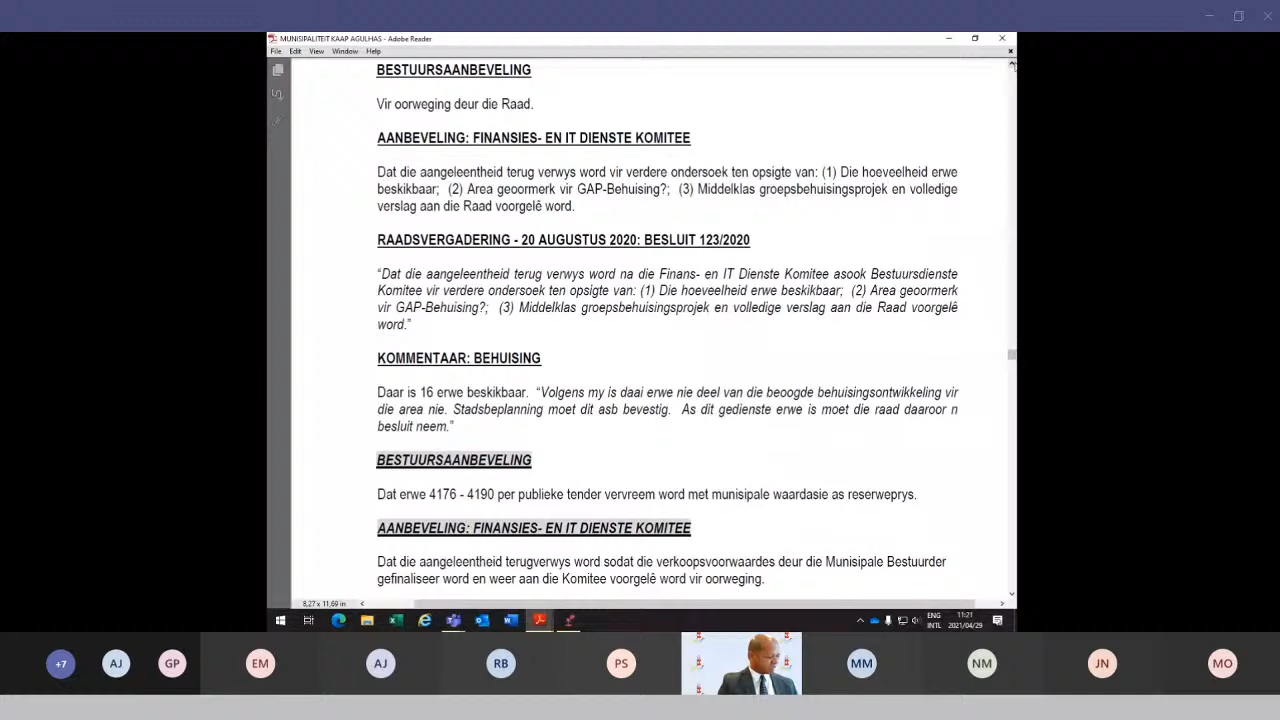 MUNISIPALITEIT KAAP AGULHAS - Adobe Reader
File Edit View Window Help
BESTUURSAANBEVELING
Vir oorweging deur die Raad.
AANBEVELING: FINANSIES- EN IT DIENSTE KOMITEE
Dat die aangeleentheid terug verwys word vir verdere ondersoek ten opsigte van: (1) Die hoeveelheid erwe
beskikbaar; (2) Area geoormerk vir GAP-Behuising?; (3) Middelklas groepsbehuisingsprojek en volledige
verslag aan die Raad voorgelê word.
RAADSVERGADERING - 20 AUGUSTUS 2020: BESLUIT 123/2020
“Dat die aangeleentheid terug verwys word na die Finans- en IT Dienste Komitee asook Bestuursdienste
Komitee vir verdere ondersoek ten opsigte van: (1) Die hoeveelheid erwe beskikbaar; (2) Area geoormerk
vir GAP-Behuising?; (3) Middelklas groepsbehuisingsprojek en volledige verslag aan die Raad voorgelê
word.”
KOMMENTAAR: BEHUISING
Daar is 16 erwe beskikbaar. “Volgens my is daai erwe nie deel van die beoogde behuisingsontwikkeling vir
die area nie. Stadsbeplanning moet dit asb bevestig. As dit gedienste erwe is moet die raad daaroor n
besluit neem.”
BESTUURSAANBEVELING
Dat erwe 4176 - 4190 per publieke tender vervreem word met munisipale waardasie as reserweprys.
AANBEVELING: FINANSIES- EN IT DIENSTE KOMITEE
Dat die aangeleentheid terugverwys word sodat die verkoopsvoorwaardes deur die Munisipale Bestuurder
gefinaliseer word en weer aan die Komitee voorgelê word vir oorweging.
8,27 x 11,69 in
ENG 11:21
INTL 2021/04/29
+7 AJ GP EM AJ RB PS MM NM JN MO